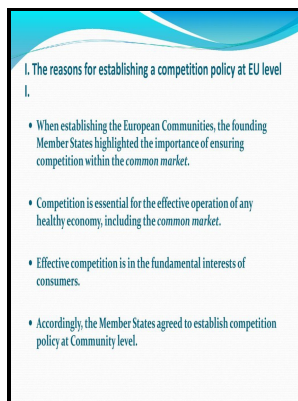 I. The reasons for establishing a competition policy at EU level
I.
• When establishing the European Communities, the founding
Member States highlighted the importance of ensuring
competition within the common market.
• Competition is essential for the effective operation of any
healthy economy, including the common market.
• Effective competition is in the fundamental interests of
consumers.
• Accordingly, the Member States agreed to establish competition
policy at Community level.